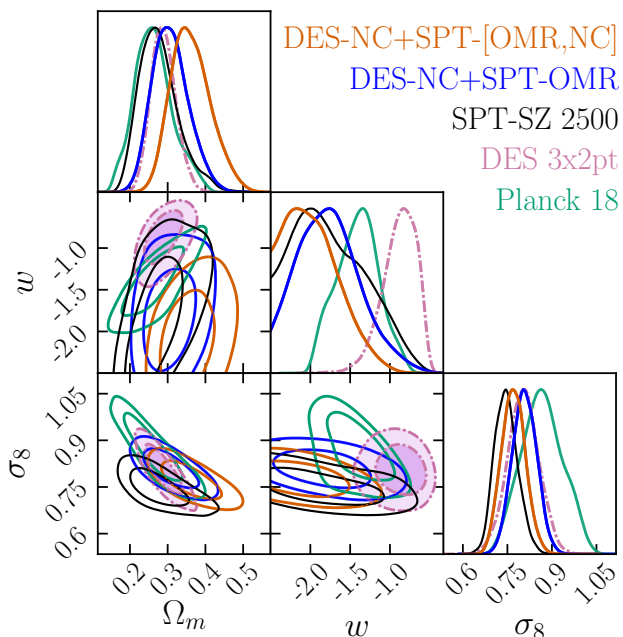 DES-NC+SPT-[OMR,NC]
DES-NC+SPT-OMR
SPT-SZ 2500
DES 3x2pt
Planck 18
w
-1.0
-1.5
-2.0
σ8
1.05
0.9
0.75
0.6
0.2 0.3 0.4 0.5
Ωm
-2.0 -1.5 -1.0
w
0.6 0.75 0.9 1.05
σ8